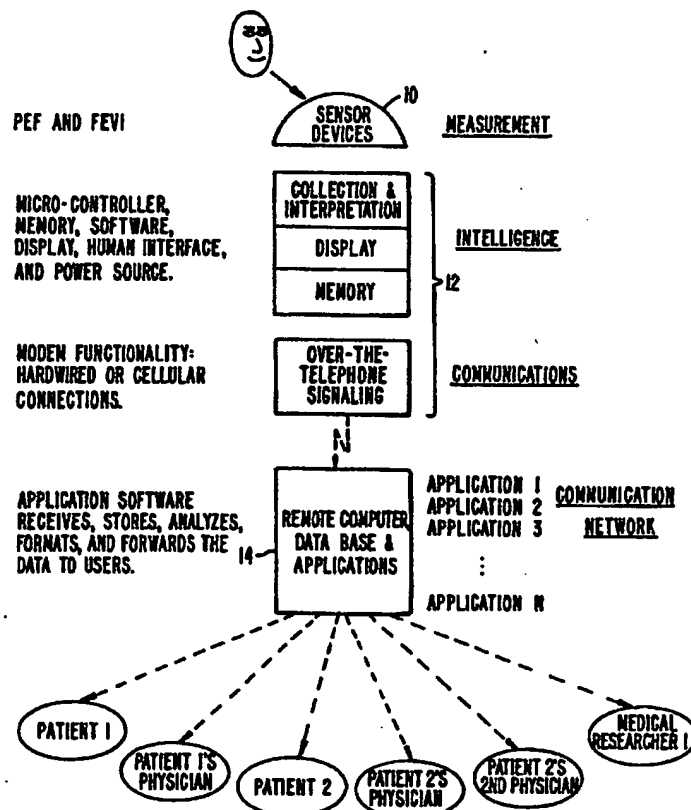 10
PEF AND FEVI
SENSOR
DEVICES
MEASUREMENT
MICRO-CONTROLLER,
MEMORY, SOFTWARE,
DISPLAY, HUMAN INTERFACE,
AND POWER SOURCE.
COLLECTION &
INTERPRETATION
DISPLAY
MEMORY
INTELLIGENCE
12
MODEN FUNCTIONALITY:
HARDWIRED OR CELLULAR
CONNECTIONS.
OVER-THE-
TELEPHONE
SIGNALING
COMMUNICATIONS
APPLICATION SOFTWARE
RECEIVES, STORES, ANALYZES,
FORMATS, AND FORWARDS THE
DATA TO USERS.
14
REMOTE COMPUTER
DATA BASE &
APPLICATIONS
APPLICATION 1
APPLICATION 2
APPLICATION 3
⋮
APPLICATION N
COMMUNICATION
NETWORK
PATIENT 1
PATIENT 1'S
PHYSICIAN
PATIENT 2
PATIENT 2'S
PHYSICIAN
PATIENT 2'S
2ND PHYSICIAN
MEDICAL
RESEARCHER 1